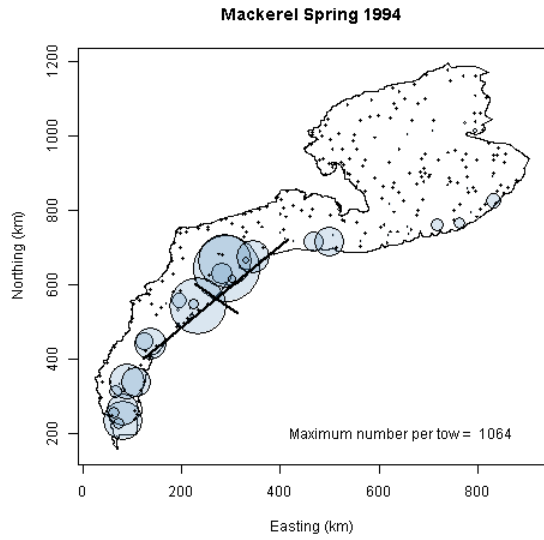 Mackerel Spring 1994
1200
1000
800
600
400
200
Northing (km)
Maximum number per tow = 1064
0 200 400 600 800
Easting (km)